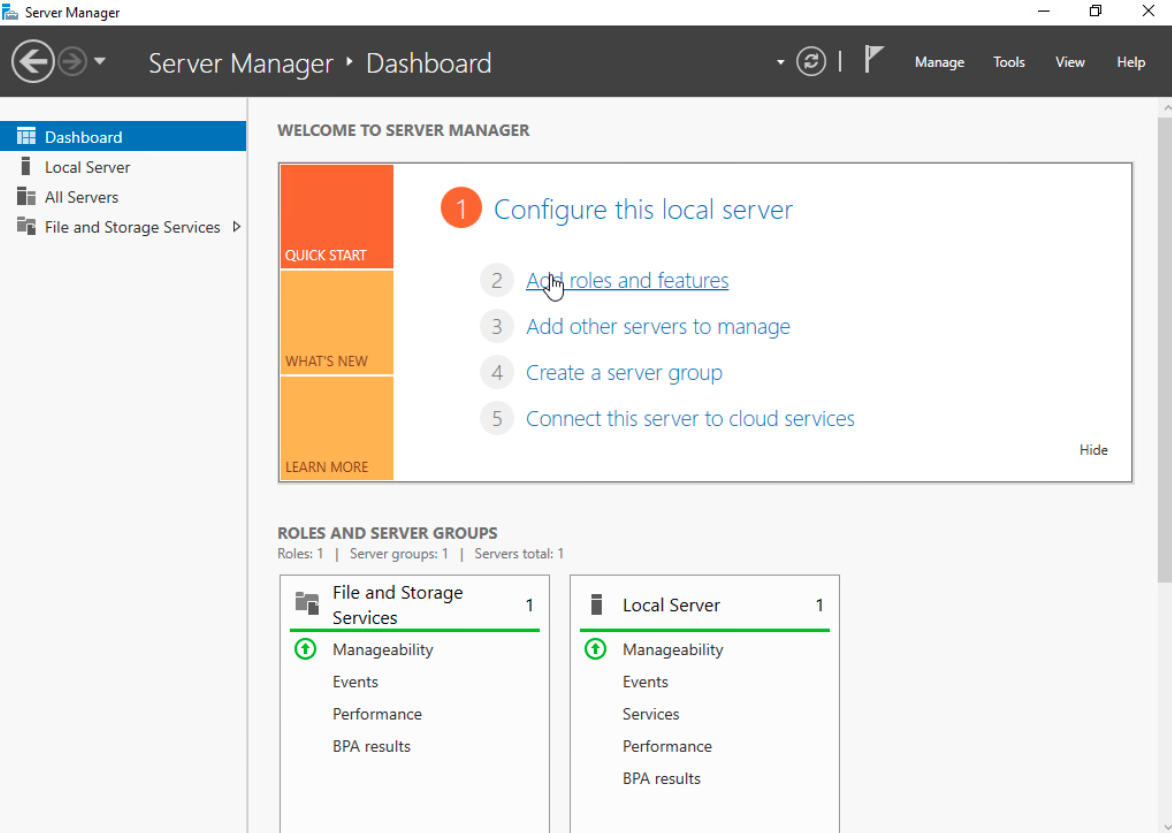 Server Manager
Server Manager ‣ Dashboard
Manage Tools View Help
Dashboard
Local Server
All Servers
File and Storage Services
WELCOME TO SERVER MANAGER
QUICK START
WHAT'S NEW
LEARN MORE
1 Configure this local server
2 Add roles and features
3 Add other servers to manage
4 Create a server group
5 Connect this server to cloud services
Hide
ROLES AND SERVER GROUPS
Roles: 1 | Server groups: 1 | Servers total: 1
File and Storage
Services
1
Manageability
Events
Performance
BPA results
Local Server 1
Manageability
Events
Services
Performance
BPA results